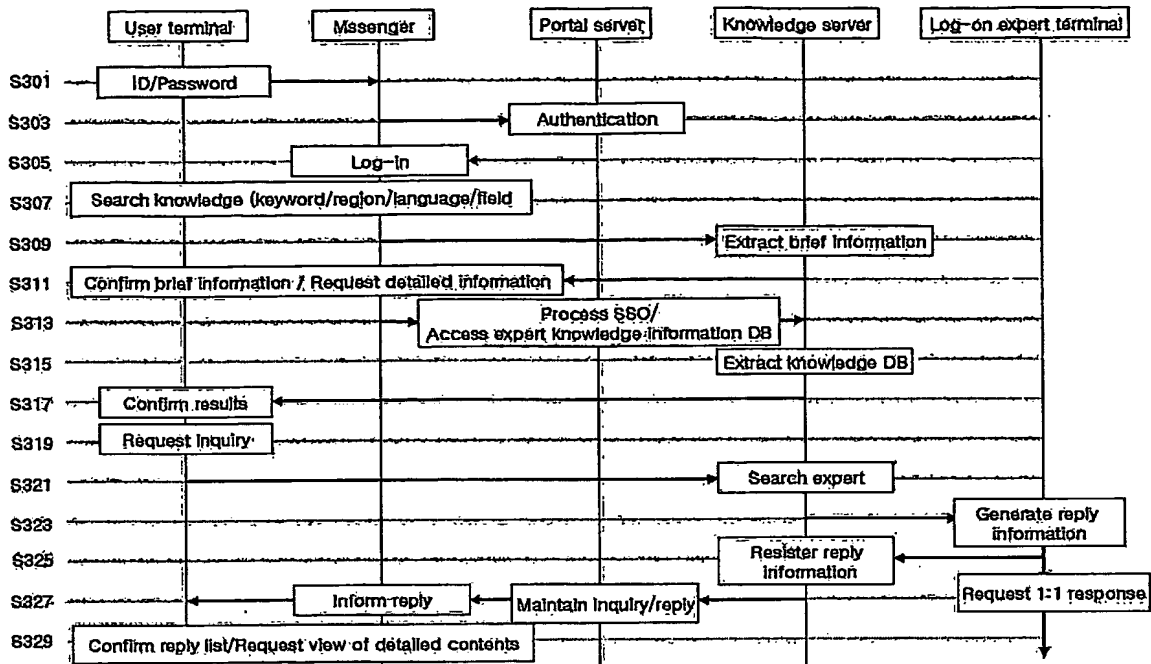 User terminal
Mssenger
Portal server
Knowledge server
Log-on expert terminal
S301
ID/Password
S303
Authentication
S305
Log-in
S307
Search knowledge (keyword/region/language/field
S309
Extract brief information
S311
Confirm brief information / Request detailed information
S313
Process SSO/
Access expert knowledge information DB
S315
Extract knowledge DB
S317
Confirm results
S319
Request inquiry
S321
Search expert
S323
Generate reply
information
S325
Resister reply
information
S327
Inform reply
Maintain inquiry/reply
Request 1:1 response
S329
Confirm reply list/Request view of detailed contents